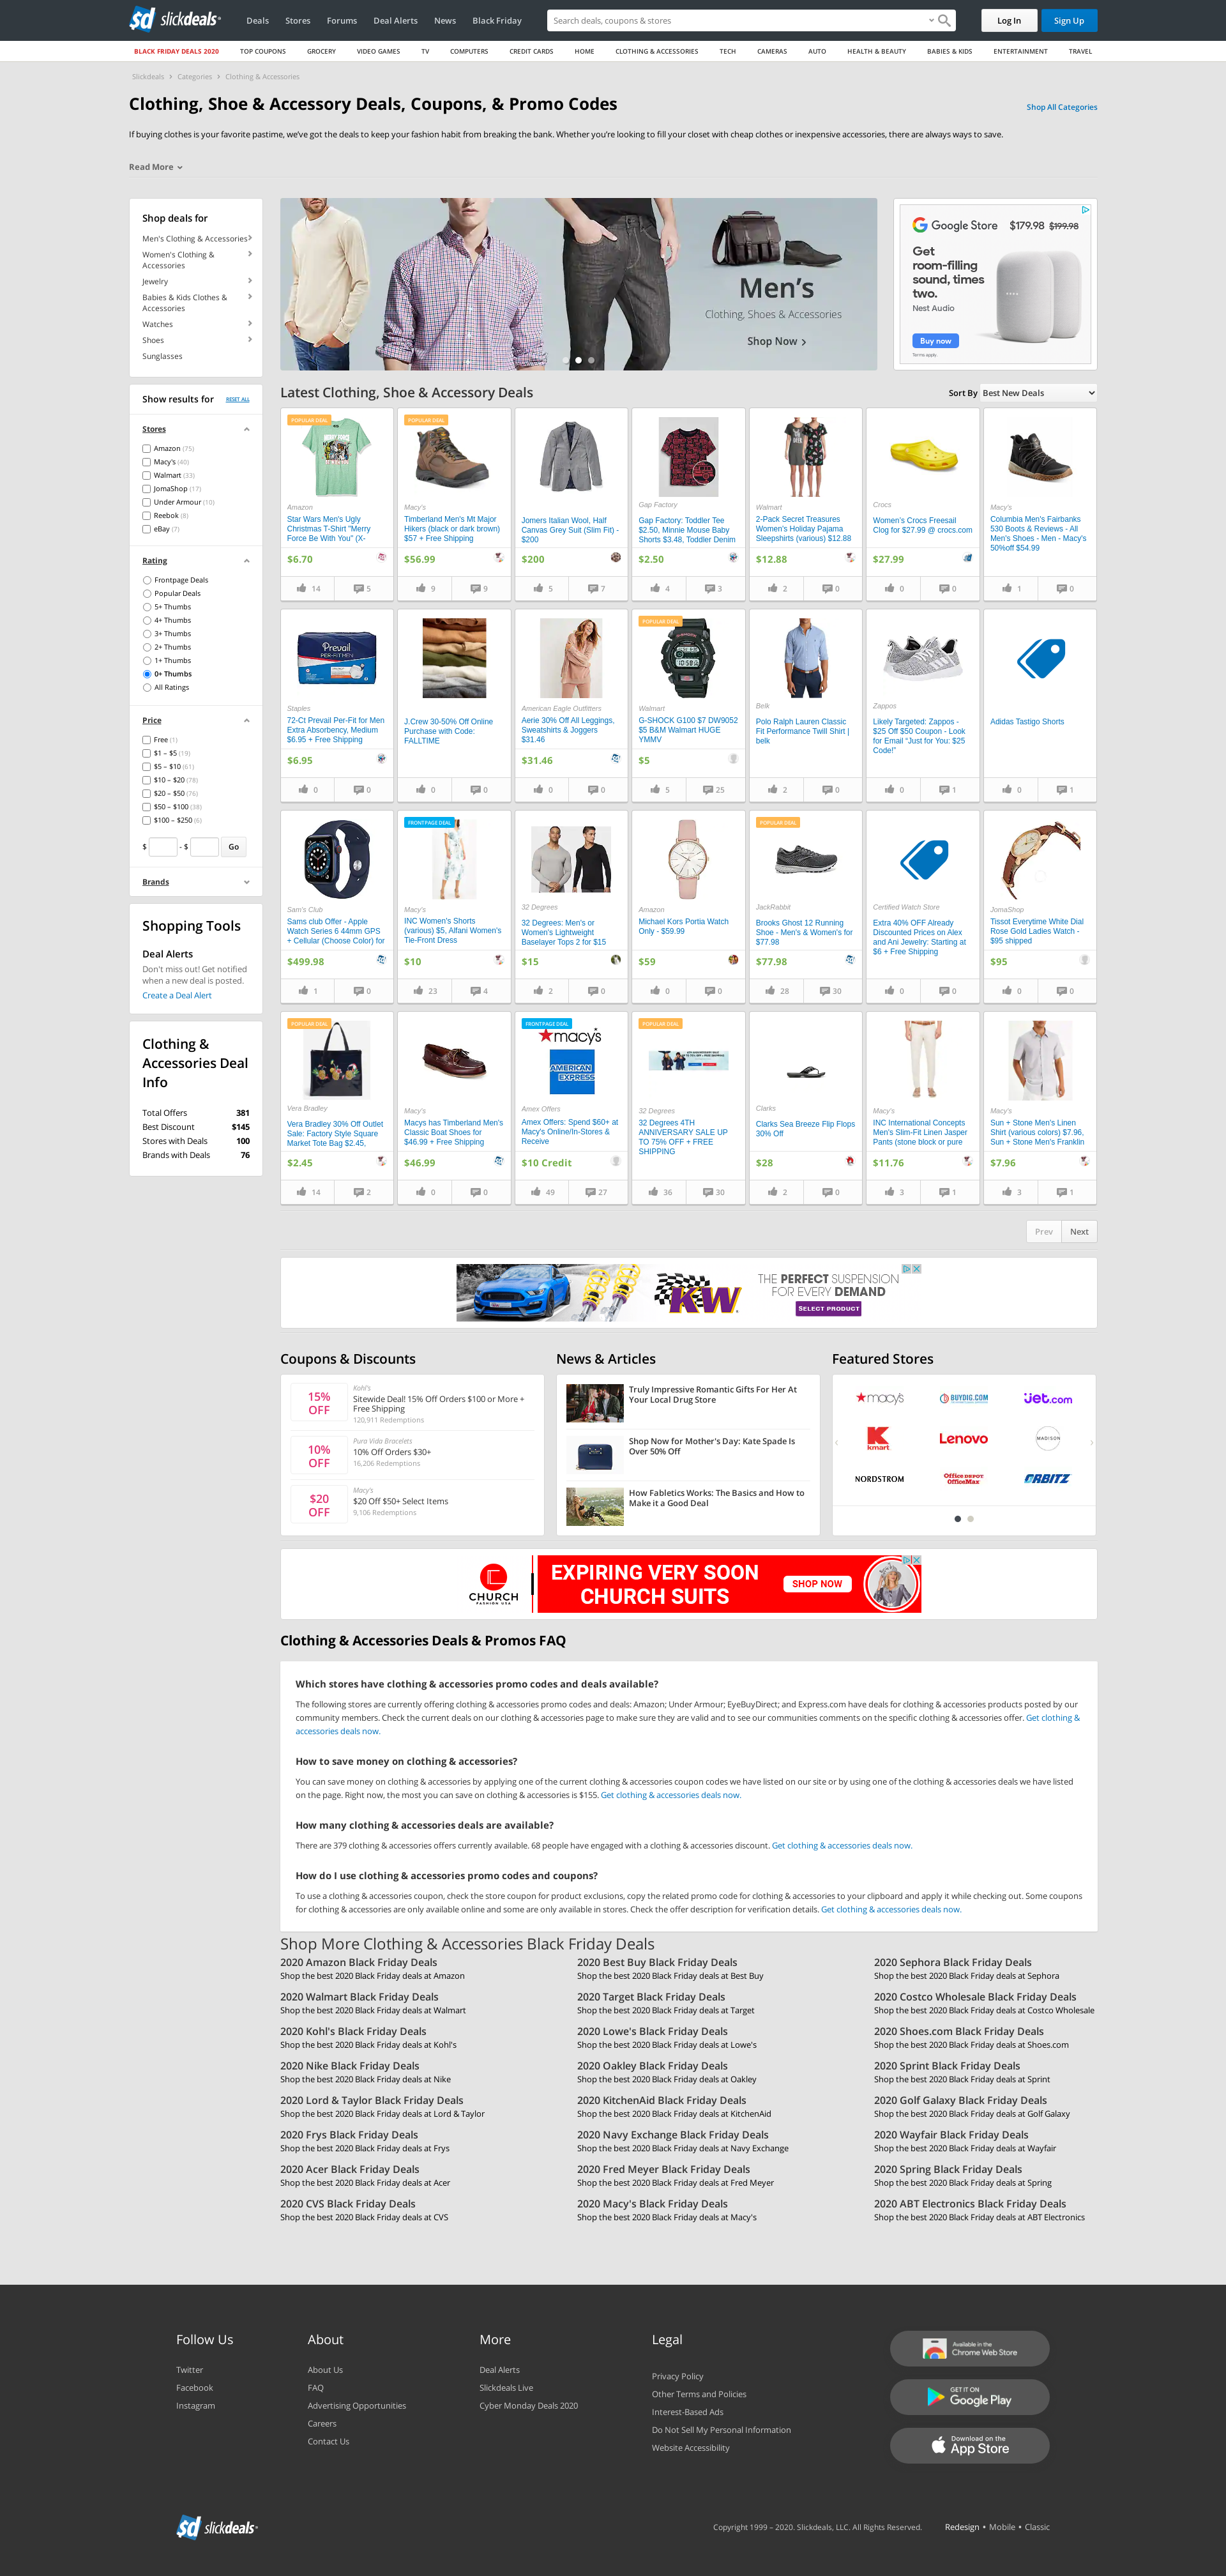 slickdeals
Deals
Stores
Forums
Deal Alerts
News
Black Friday
Search deals, coupons & stores
Log In
Sign Up
BLACK FRIDAY DEALS 2020
TOP COUPONS
GROCERY
VIDEO GAMES
TV
COMPUTERS
CREDIT CARDS
HOME
CLOTHING & ACCESSORIES
TECH
CAMERAS
AUTO
HEALTH & BEAUTY
BABIES & KIDS
ENTERTAINMENT
TRAVEL
Slickdeals › Categories › Clothing & Accessories
Clothing, Shoe & Accessory Deals, Coupons, & Promo Codes
Shop All Categories
If buying clothes is your favorite pastime, we've got the deals to keep your fashion habit from breaking the bank. Whether you're looking to fill your closet with cheap clothes or inexpensive accessories, there are always ways to save.
Read More
Shop deals for
Men's Clothing & Accessories
Women's Clothing &
Accessories
Jewelry
Babies & Kids Clothes &
Accessories
Watches
Shoes
Sunglasses
Men's
Clothing, Shoes & Accessories
Shop Now
Google Store
$179.98 $199.98
Get
room-filling
sound, times
two.
Nest Audio
Buy now
Terms apply.
Show results for
RESET ALL
Stores
Amazon (75)
Macy's (40)
Walmart (33)
JomaShop (17)
Under Armour (10)
Reebok (8)
eBay (7)
Rating
Frontpage Deals
Popular Deals
5+ Thumbs
4+ Thumbs
3+ Thumbs
2+ Thumbs
1+ Thumbs
0+ Thumbs
All Ratings
Price
Free (1)
$1 – $5 (19)
$5 – $10 (61)
$10 – $20 (78)
$20 – $50 (76)
$50 – $100 (38)
$100 – $250 (6)
$ - $ Go
Brands
Shopping Tools
Deal Alerts
Don't miss out! Get notified
when a new deal is posted.
Create a Deal Alert
Clothing &
Accessories Deal
Info
Total Offers 381
Best Discount $145
Stores with Deals 100
Brands with Deals 76
Latest Clothing, Shoe & Accessory Deals
Sort By Best New Deals
POPULAR DEAL
Amazon
Star Wars Men's Ugly
Christmas T-Shirt "Merry
Force Be With You" (X-
$6.70
14 5
POPULAR DEAL
Macy's
Timberland Men's Mt Major
Hikers (black or dark brown)
$57 + Free Shipping
$56.99
9 9
Jomers Italian Wool, Half
Canvas Grey Suit (Slim Fit) -
$200
$200
5 7
Gap Factory
Gap Factory: Toddler Tee
$2.50, Minnie Mouse Baby
Shorts $3.48, Toddler Denim
$2.50
4 3
Walmart
2-Pack Secret Treasures
Women's Holiday Pajama
Sleepshirts (various) $12.88
$12.88
2 0
Crocs
Women's Crocs Freesail
Clog for $27.99 @ crocs.com
$27.99
0 0
Macy's
Columbia Men's Fairbanks
530 Boots & Reviews - All
Men's Shoes - Men - Macy's
50%off $54.99
1 0
Prevail
PER-FIT MEN
Staples
72-Ct Prevail Per-Fit for Men
Extra Absorbency, Medium
$6.95 + Free Shipping
$6.95
0 0
J.Crew 30-50% Off Online
Purchase with Code:
FALLTIME
0 0
American Eagle Outfitters
Aerie 30% Off All Leggings,
Sweatshirts & Joggers
$31.46
$31.46
0 0
POPULAR DEAL
Walmart
G-SHOCK G100 $7 DW9052
$5 B&M Walmart HUGE
YMMV
$5
5 25
Belk
Polo Ralph Lauren Classic
Fit Performance Twill Shirt |
belk
2 0
Zappos
Likely Targeted: Zappos -
$25 Off $50 Coupon - Look
for Email "Just for You: $25
Code!"
0 1
Adidas Tastigo Shorts
0 1
Sam's Club
Sams club Offer - Apple
Watch Series 6 44mm GPS
+ Cellular (Choose Color) for
$499.98
1 0
FRONTPAGE DEAL
Macy's
INC Women's Shorts
(various) $5, Alfani Women's
Tie-Front Dress
$10
23 4
32 Degrees
32 Degrees: Men's or
Women's Lightweight
Baselayer Tops 2 for $15
$15
2 0
Amazon
Michael Kors Portia Watch
Only - $59.99
$59
0 0
POPULAR DEAL
JackRabbit
Brooks Ghost 12 Running
Shoe - Men's & Women's for
$77.98
$77.98
28 30
Certified Watch Store
Extra 40% OFF Already
Discounted Prices on Alex
and Ani Jewelry: Starting at
$6 + Free Shipping
0 0
JomaShop
Tissot Everytime White Dial
Rose Gold Ladies Watch -
$95 shipped
$95
0 0
POPULAR DEAL
Vera Bradley
Vera Bradley 30% Off Outlet
Sale: Factory Style Square
Market Tote Bag $2.45,
$2.45
14 2
Macy's
Macys has Timberland Men's
Classic Boat Shoes for
$46.99 + Free Shipping
$46.99
0 0
FRONTPAGE DEAL
macy's
AMERICAN EXPRESS
Amex Offers
Amex Offers: Spend $60+ at
Macy's Online/In-Stores &
Receive
$10 Credit
49 27
POPULAR DEAL
32 Degrees
32 Degrees 4TH
ANNIVERSARY SALE UP
TO 75% OFF + FREE
SHIPPING
36 30
Clarks
Clarks Sea Breeze Flip Flops
30% Off
$28
2 0
Macy's
INC International Concepts
Men's Slim-Fit Linen Jasper
Pants (stone block or pure
$11.76
3 1
Macy's
Sun + Stone Men's Linen
Shirt (various colors) $7.96,
Sun + Stone Men's Franklin
$7.96
3 1
Prev Next
KW
THE PERFECT SUSPENSION
FOR EVERY DEMAND
SELECT PRODUCT
Coupons & Discounts
15%
OFF
Kohl's
Sitewide Deal! 15% Off Orders $100 or More +
Free Shipping
120,911 Redemptions
10%
OFF
Pura Vida Bracelets
10% Off Orders $30+
16,206 Redemptions
$20
OFF
Macy's
$20 Off $50+ Select Items
9,106 Redemptions
News & Articles
Truly Impressive Romantic Gifts For Her At
Your Local Drug Store
Shop Now for Mother's Day: Kate Spade Is
Over 50% Off
How Fabletics Works: The Basics and How to
Make it a Good Deal
Featured Stores
macy's
BUYDIG.COM
jet.com
kmart
Lenovo
MADISON
NORDSTROM
Office DEPOT
OfficeMax
ORBITZ
CHURCH
FASHION USA
EXPIRING VERY SOON
CHURCH SUITS
SHOP NOW
Clothing & Accessories Deals & Promos FAQ
Which stores have clothing & accessories promo codes and deals available?
The following stores are currently offering clothing & accessories promo codes and deals: Amazon; Under Armour; EyeBuyDirect; and Express.com have deals for clothing & accessories products posted by our
community members. Check the current deals on our clothing & accessories page to make sure they are valid and to see our communities comments on the specific clothing & accessories offer. Get clothing &
accessories deals now.
How to save money on clothing & accessories?
You can save money on clothing & accessories by applying one of the current clothing & accessories coupon codes we have listed on our site or by using one of the clothing & accessories deals we have listed
on the page. Right now, the most you can save on clothing & accessories is $155. Get clothing & accessories deals now.
How many clothing & accessories deals are available?
There are 379 clothing & accessories offers currently available. 68 people have engaged with a clothing & accessories discount. Get clothing & accessories deals now.
How do I use clothing & accessories promo codes and coupons?
To use a clothing & accessories coupon, check the store coupon for product exclusions, copy the related promo code for clothing & accessories to your clipboard and apply it while checking out. Some coupons
for clothing & accessories are only available online and some are only available in stores. Check the offer description for verification details. Get clothing & accessories deals now.
Shop More Clothing & Accessories Black Friday Deals
2020 Amazon Black Friday Deals
Shop the best 2020 Black Friday deals at Amazon
2020 Best Buy Black Friday Deals
Shop the best 2020 Black Friday deals at Best Buy
2020 Sephora Black Friday Deals
Shop the best 2020 Black Friday deals at Sephora
2020 Walmart Black Friday Deals
Shop the best 2020 Black Friday deals at Walmart
2020 Target Black Friday Deals
Shop the best 2020 Black Friday deals at Target
2020 Costco Wholesale Black Friday Deals
Shop the best 2020 Black Friday deals at Costco Wholesale
2020 Kohl's Black Friday Deals
Shop the best 2020 Black Friday deals at Kohl's
2020 Lowe's Black Friday Deals
Shop the best 2020 Black Friday deals at Lowe's
2020 Shoes.com Black Friday Deals
Shop the best 2020 Black Friday deals at Shoes.com
2020 Nike Black Friday Deals
Shop the best 2020 Black Friday deals at Nike
2020 Oakley Black Friday Deals
Shop the best 2020 Black Friday deals at Oakley
2020 Sprint Black Friday Deals
Shop the best 2020 Black Friday deals at Sprint
2020 Lord & Taylor Black Friday Deals
Shop the best 2020 Black Friday deals at Lord & Taylor
2020 KitchenAid Black Friday Deals
Shop the best 2020 Black Friday deals at KitchenAid
2020 Golf Galaxy Black Friday Deals
Shop the best 2020 Black Friday deals at Golf Galaxy
2020 Frys Black Friday Deals
Shop the best 2020 Black Friday deals at Frys
2020 Navy Exchange Black Friday Deals
Shop the best 2020 Black Friday deals at Navy Exchange
2020 Wayfair Black Friday Deals
Shop the best 2020 Black Friday deals at Wayfair
2020 Acer Black Friday Deals
Shop the best 2020 Black Friday deals at Acer
2020 Fred Meyer Black Friday Deals
Shop the best 2020 Black Friday deals at Fred Meyer
2020 Spring Black Friday Deals
Shop the best 2020 Black Friday deals at Spring
2020 CVS Black Friday Deals
Shop the best 2020 Black Friday deals at CVS
2020 Macy's Black Friday Deals
Shop the best 2020 Black Friday deals at Macy's
2020 ABT Electronics Black Friday Deals
Shop the best 2020 Black Friday deals at ABT Electronics
Follow Us
Twitter
Facebook
Instagram
About
About Us
FAQ
Advertising Opportunities
Careers
Contact Us
More
Deal Alerts
Slickdeals Live
Cyber Monday Deals 2020
Legal
Privacy Policy
Other Terms and Policies
Interest-Based Ads
Do Not Sell My Personal Information
Website Accessibility
Available in the
Chrome Web Store
GET IT ON
Google Play
Download on the
App Store
slickdeals
Copyright 1999 – 2020. Slickdeals, LLC. All Rights Reserved.
Redesign • Mobile • Classic